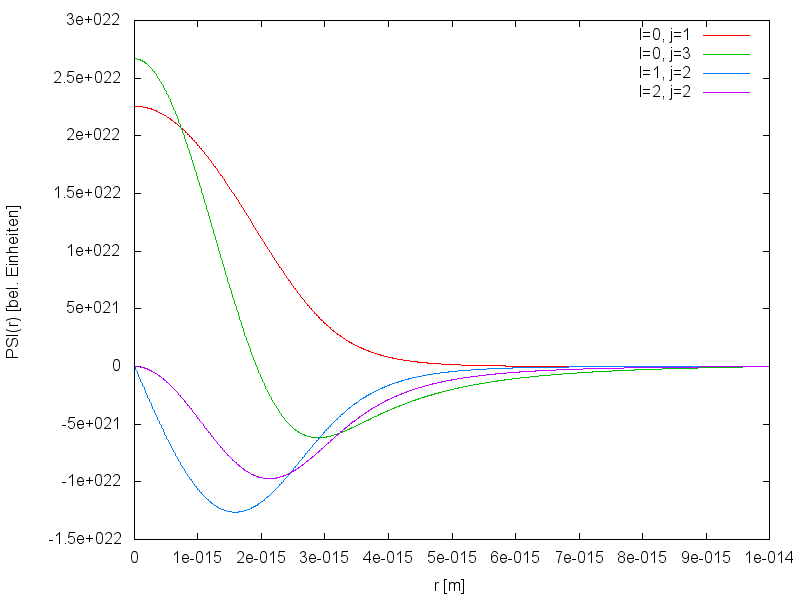 3e+022
2.5e+022
2e+022
1.5e+022
1e+022
5e+021
0
-5e+021
-1e+022
-1.5e+022
PSI(r) [bel. Einheiten]
l=0, j=1
l=0, j=3
l=1, j=2
l=2, j=2
0 1e-015 2e-015 3e-015 4e-015 5e-015 6e-015 7e-015 8e-015 9e-015 1e-014
r [m]